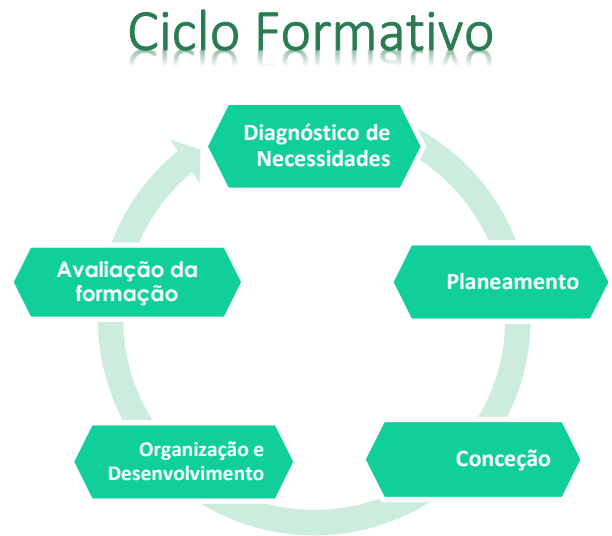 Ciclo Formativo
Diagnóstico de
Necessidades
Planeamento
Conceção
Organização e
Desenvolvimento
Avaliação da
formação